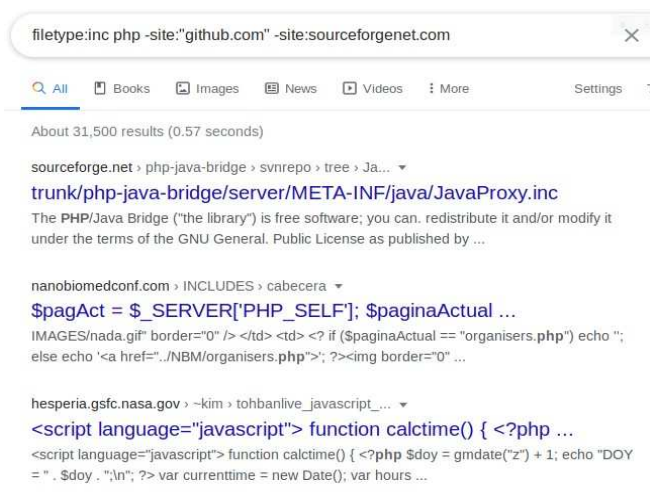 filetype:inc php -site:"github.com" -site:sourceforgenet.com
All Books Images News Videos More Settings
About 31,500 results (0.57 seconds)
sourceforge.net › php-java-bridge › svnrepo › tree › Ja...
trunk/php-java-bridge/server/META-INF/java/JavaProxy.inc
The PHP/Java Bridge ("the library") is free software; you can. redistribute it and/or modify it
under the terms of the GNU General. Public License as published by ...
nanobiomedconf.com › INCLUDES › cabecera
$pagAct = $_SERVER['PHP_SELF']; $paginaActual ...
IMAGES/nada.gif" border="0" /> </td> <td> <? if ($paginaActual == "organisers.php") echo '';
else echo '<a href="../NBM/organisers.php">'; ?><img border="0" ...
hesperia.gsfc.nasa.gov › ~kim › tohbanlive_javascript_...
<script language="javascript"> function calctime() { <?php ...
<script language="javascript"> function calctime() { <?php $doy = gmdate("z") + 1; echo "DOY
= " . $doy . ";\n"; ?> var currenttime = new Date(); var hours ...